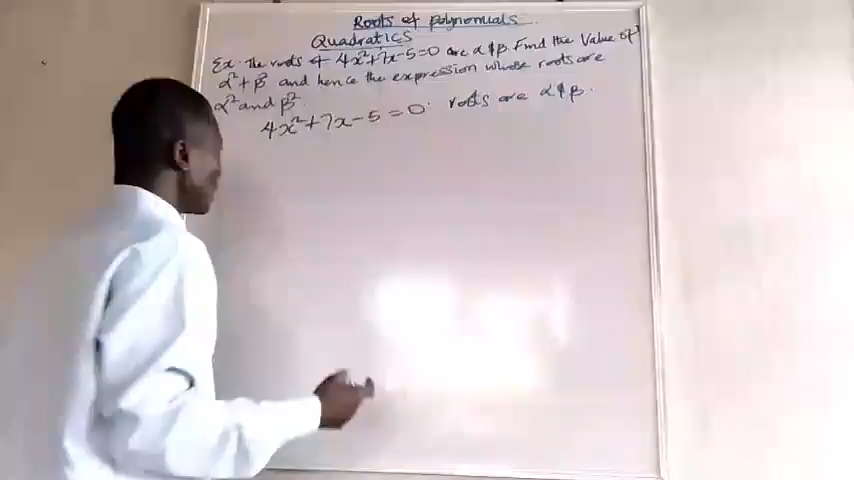 Roots of polynomials
Quadratics
Ex: The roots of 4x²+7x-5=0 are α & β. Find the value of
α²+β² and hence the expression whose roots are
α² and β²
4x²+7x-5=0. roots are α & β.